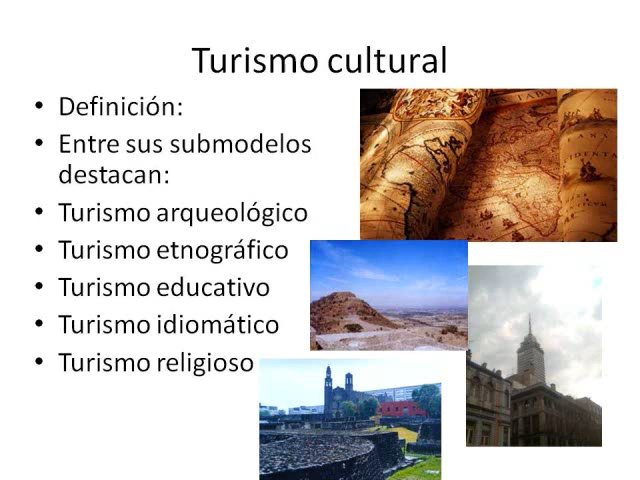 Turismo cultural
• Definición:
• Entre sus submodelos
destacan:
• Turismo arqueológico
• Turismo etnográfico
• Turismo educativo
• Turismo idiomático
• Turismo religioso